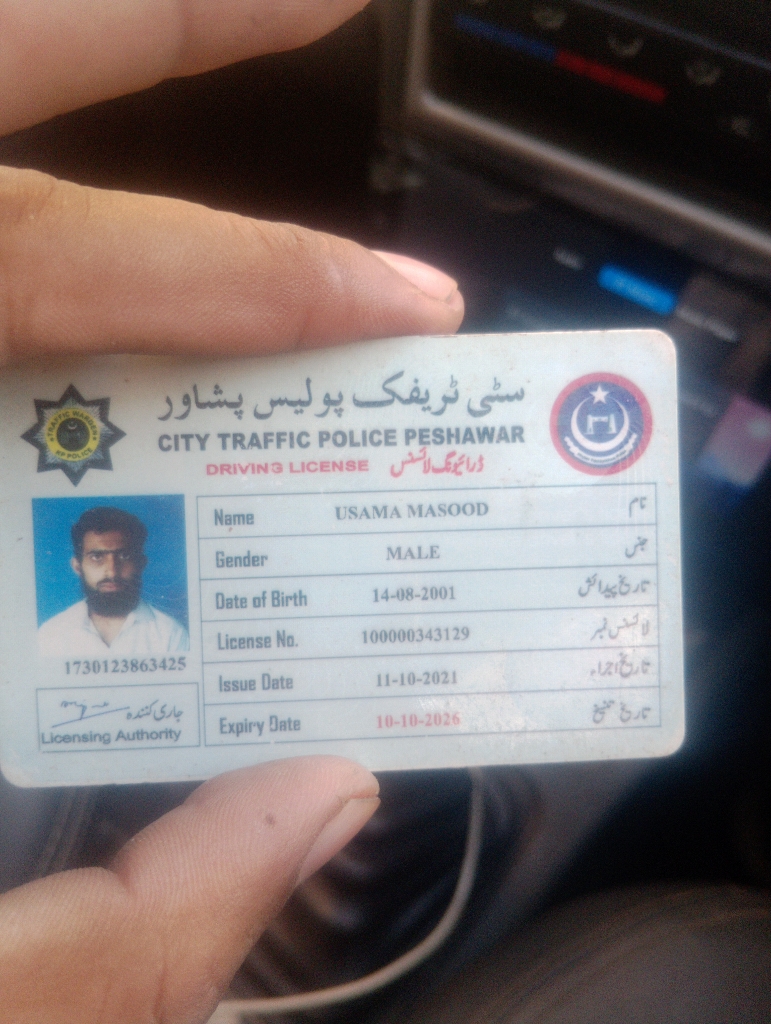 سٹی ٹریفک پولیس پشاور
CITY TRAFFIC POLICE PESHAWAR
DRIVING LICENSE ڈرائیونگ لائسنس
TRAFFIC WARDEN
Name USAMA MASOOD نام
Gender MALE جنس
Date of Birth 14-08-2001 تاریخ پیدائش
License No. 100000343129 لائسنس نمبر
1730123863425
Issue Date 11-10-2021 تاریخ اجراء
Expiry Date 10-10-2026 تاریخ تنسیخ
جاری کنندہ
Licensing Authority